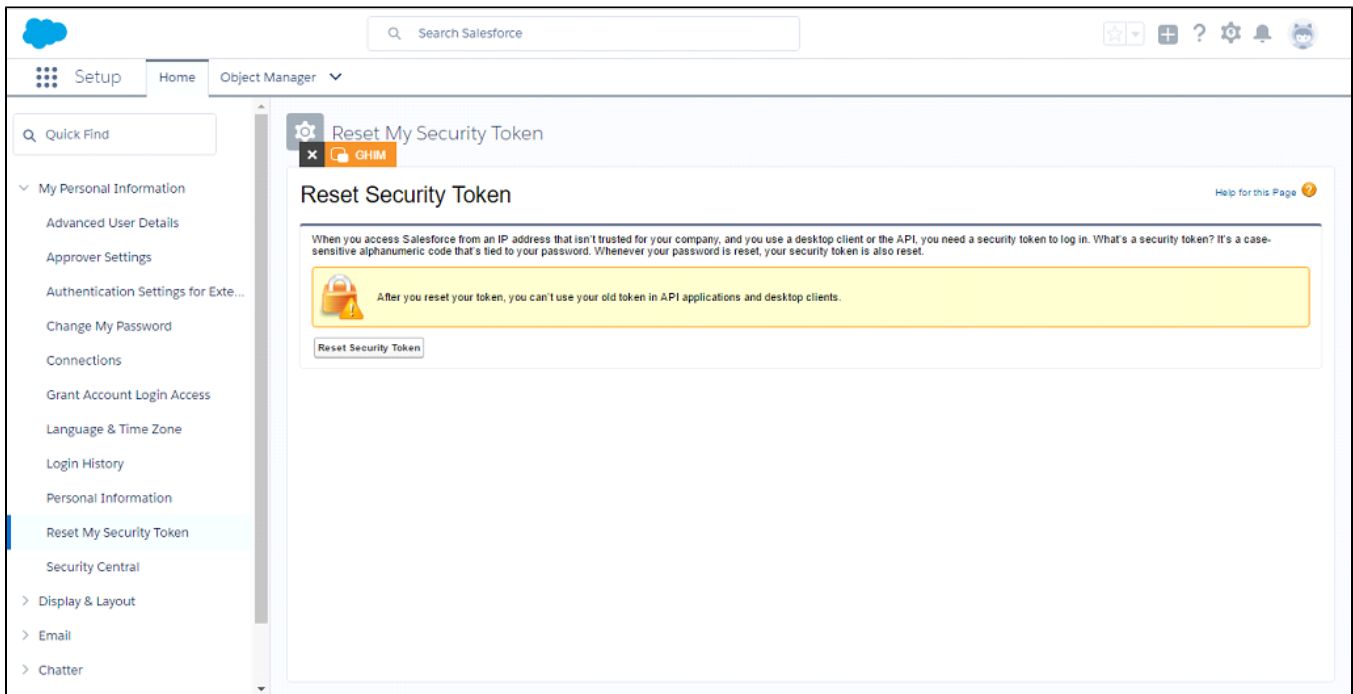 Search Salesforce
Setup
Home
Object Manager
Quick Find
My Personal Information
Advanced User Details
Approver Settings
Authentication Settings for Exte...
Change My Password
Connections
Grant Account Login Access
Language & Time Zone
Login History
Personal Information
Reset My Security Token
Security Central
Display & Layout
Email
Chatter
Reset My Security Token
GHIM
Reset Security Token
Help for this Page
When you access Salesforce from an IP address that isn't trusted for your company, and you use a desktop client or the API, you need a security token to log in. What's a security token? It's a case-
sensitive alphanumeric code that's tied to your password. Whenever your password is reset, your security token is also reset.
After you reset your token, you can't use your old token in API applications and desktop clients.
Reset Security Token